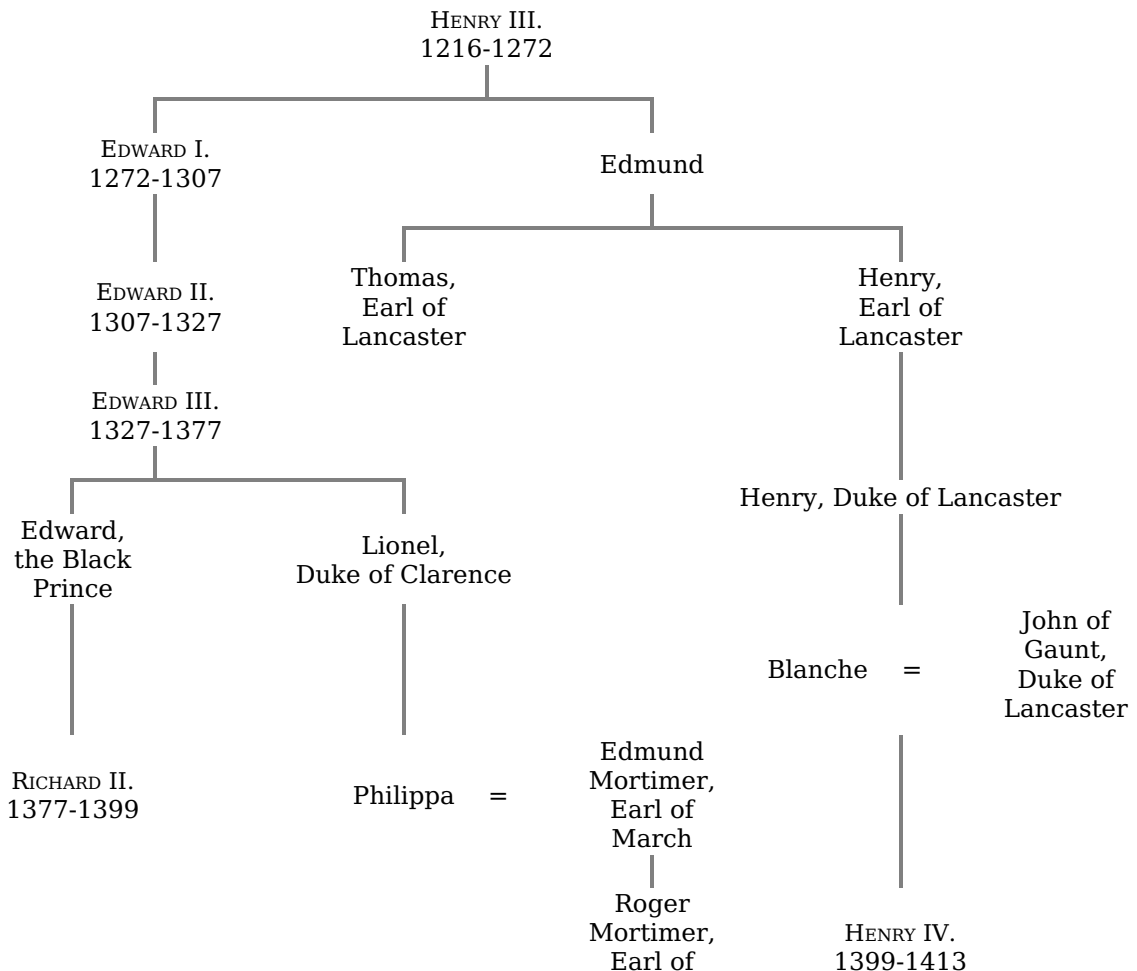 HENRY III.
1216-1272
EDWARD I.
1272-1307
Edmund
EDWARD II.
1307-1327
Thomas,
Earl of
Lancaster
Henry,
Earl of
Lancaster
EDWARD III.
1327-1377
Edward,
the Black
Prince
Lionel,
Duke of Clarence
Henry, Duke of Lancaster
Blanche =
John of
Gaunt,
Duke of
Lancaster
RICHARD II.
1377-1399
Philippa =
Edmund
Mortimer,
Earl of
March
Roger
Mortimer,
Earl of
HENRY IV.
1399-1413